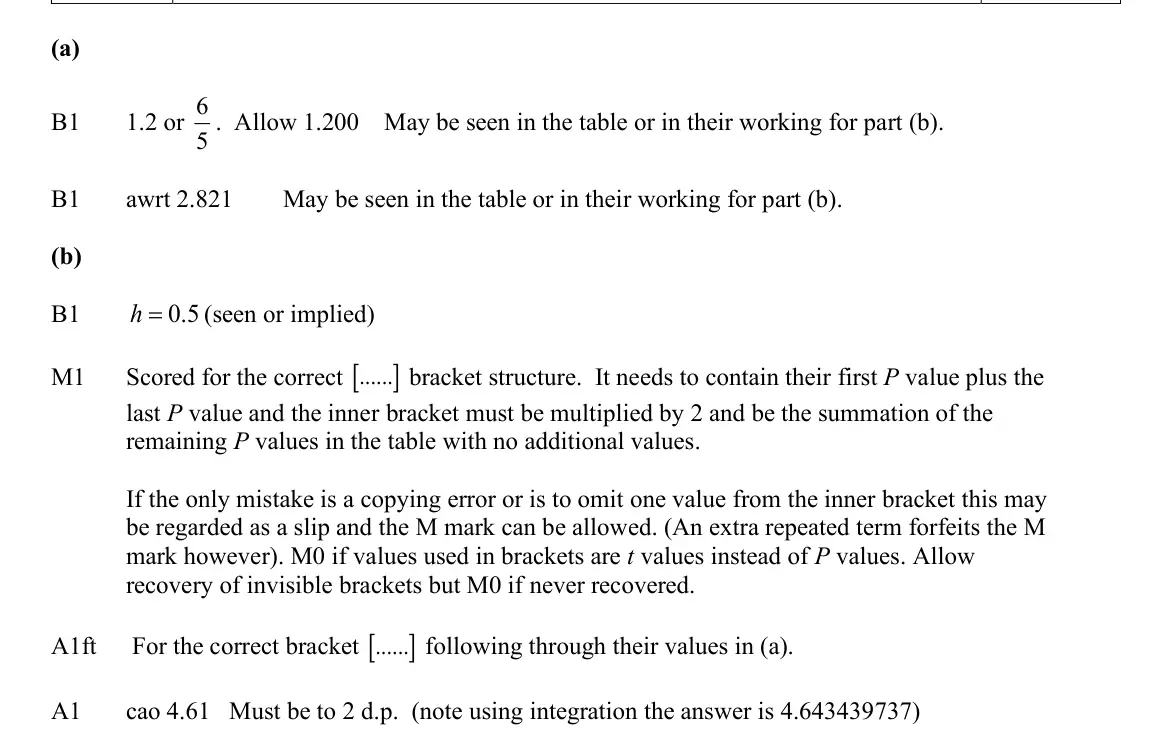 (a)
B1 1.2 or 6/5. Allow 1.200 May be seen in the table or in their working for part (b).
B1 awrt 2.821 May be seen in the table or in their working for part (b).
(b)
B1 h = 0.5 (seen or implied)
M1 Scored for the correct [......] bracket structure. It needs to contain their first P value plus the
last P value and the inner bracket must be multiplied by 2 and be the summation of the
remaining P values in the table with no additional values.
If the only mistake is a copying error or is to omit one value from the inner bracket this may
be regarded as a slip and the M mark can be allowed. (An extra repeated term forfeits the M
mark however). M0 if values used in brackets are t values instead of P values. Allow
recovery of invisible brackets but M0 if never recovered.
A1ft For the correct bracket [......] following through their values in (a).
A1 cao 4.61 Must be to 2 d.p. (note using integration the answer is 4.643439737)